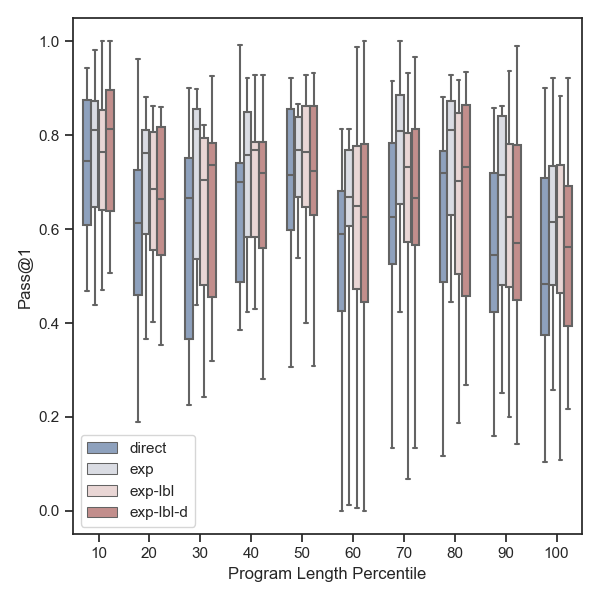 1.0
0.8
0.6
0.4
0.2
0.0
Pass@1
direct
exp
exp-lbl
exp-lbl-d
10 20 30 40 50 60 70 80 90 100
Program Length Percentile